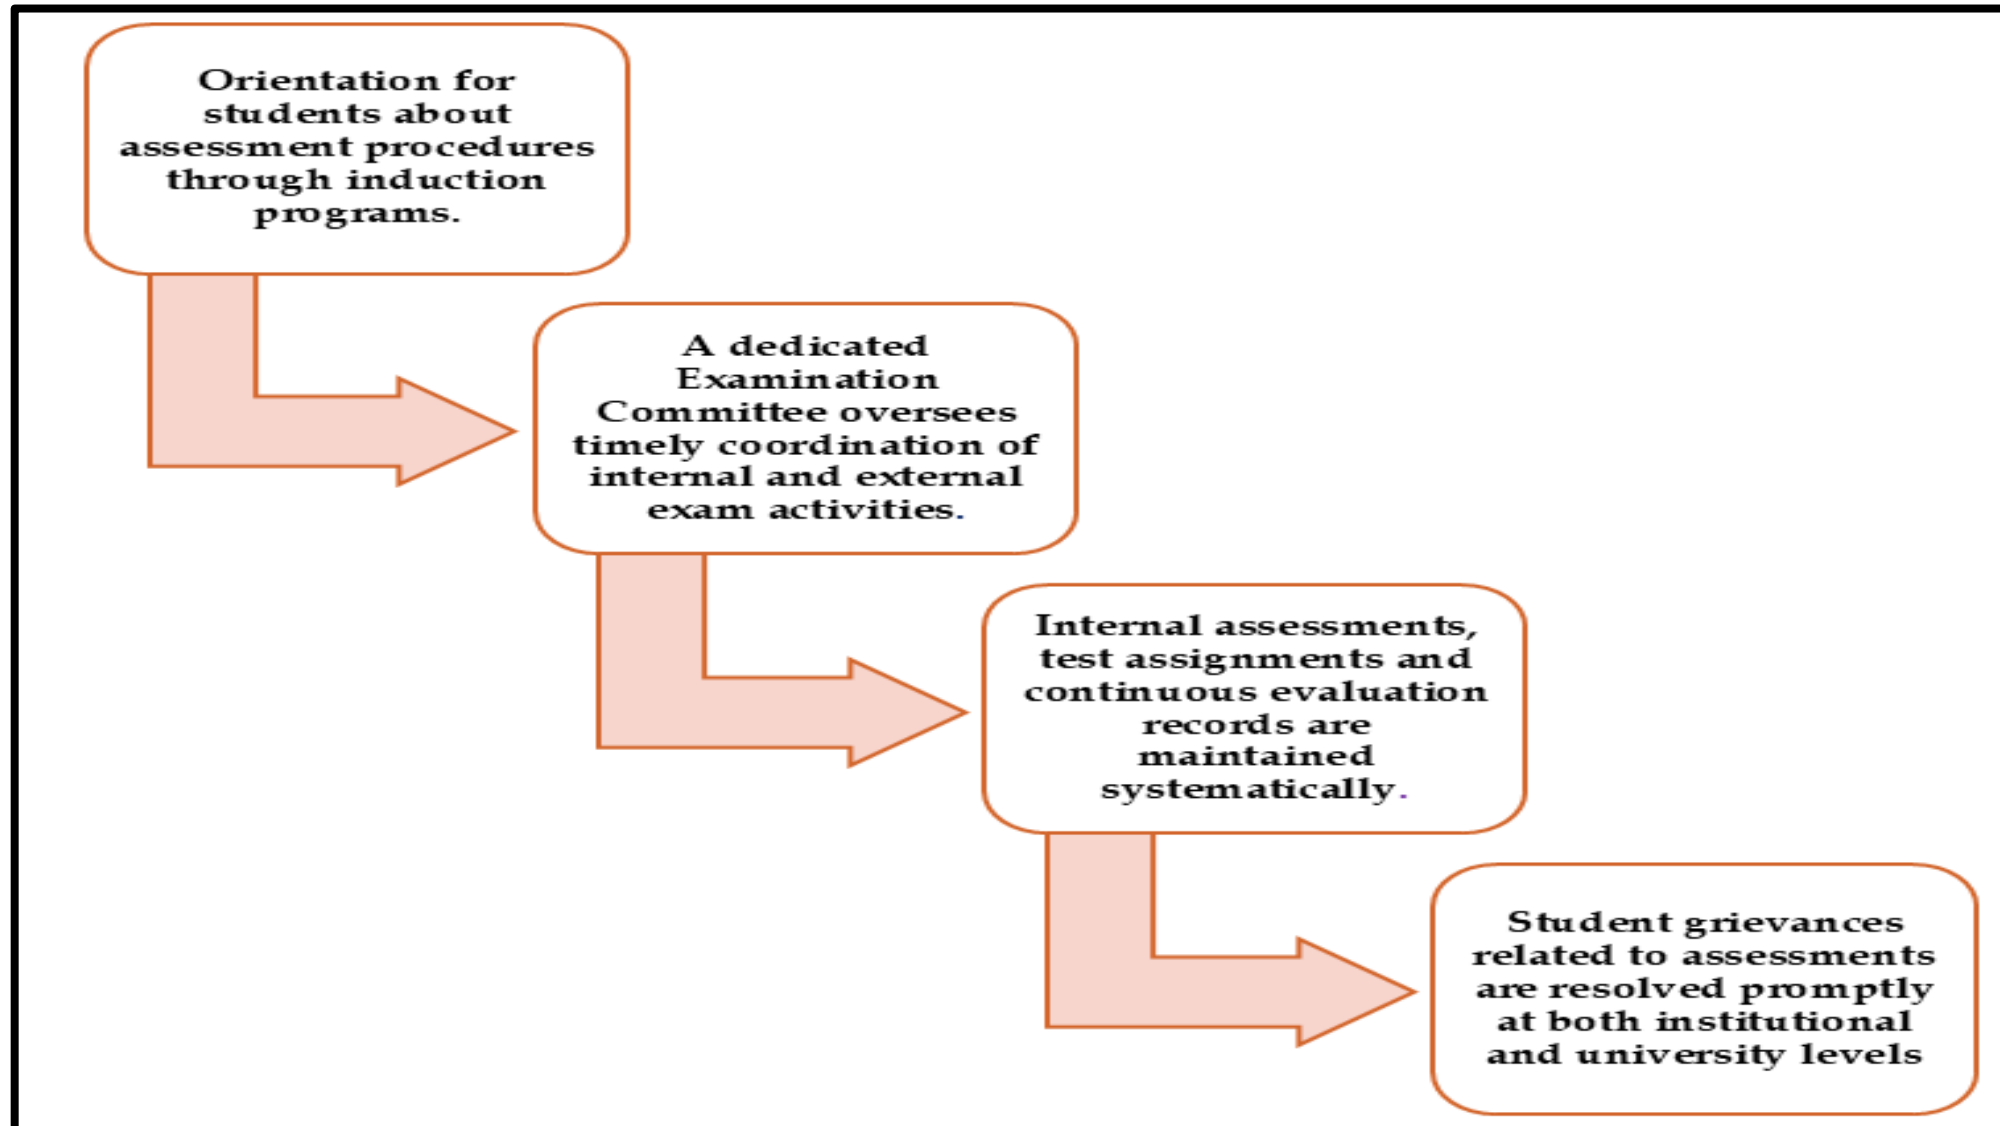 Orientation for
students about
assessment procedures
through induction
programs.
A dedicated
Examination
Committee oversees
timely coordination of
internal and external
exam activities.
Internal assessments,
test assignments and
continuous evaluation
records are
maintained
systematically.
Student grievances
related to assessments
are resolved promptly
at both institutional
and university levels